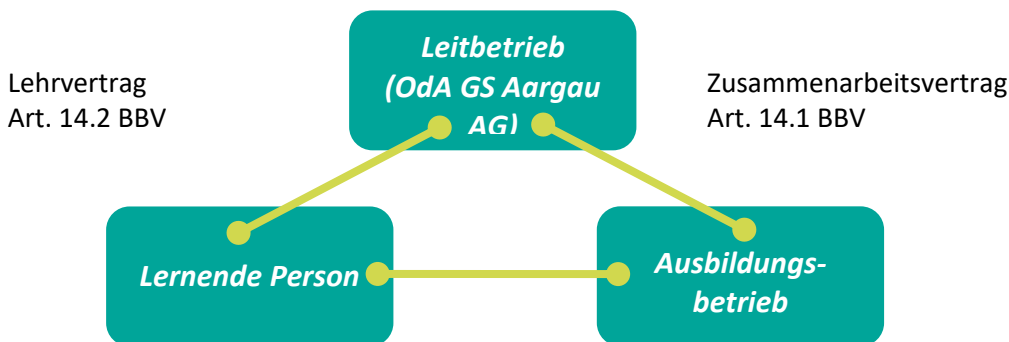 Leitbetrieb
(OdA GS Aargau
AG)
Lehrvertrag
Art. 14.2 BBV
Zusammenarbeitsvertrag
Art. 14.1 BBV
Lernende Person
Ausbildungs-
betrieb